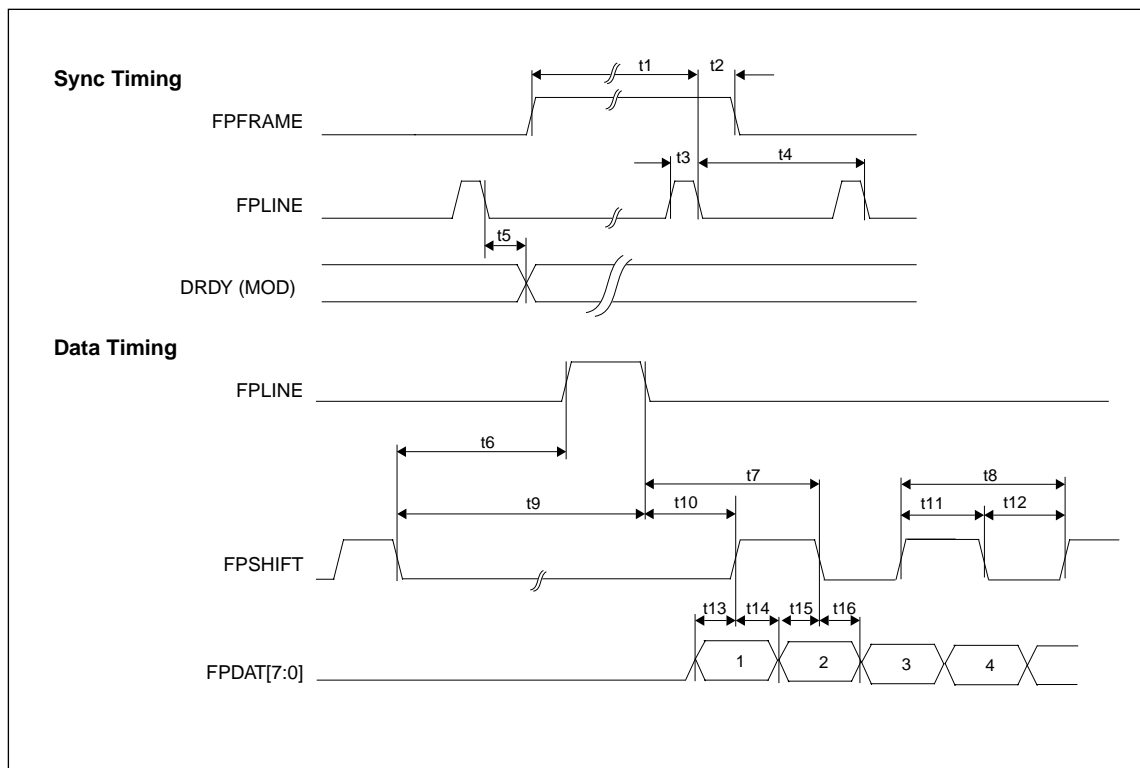 Sync Timing
t1
t2
FPFRAME
t3
t4
FPLINE
t5
DRDY (MOD)
Data Timing
FPLINE
t6
t7
t8
t9
t10
t11
t12
FPSHIFT
t13
t14
t15
t16
1
2
3
4
FPDAT[7:0]